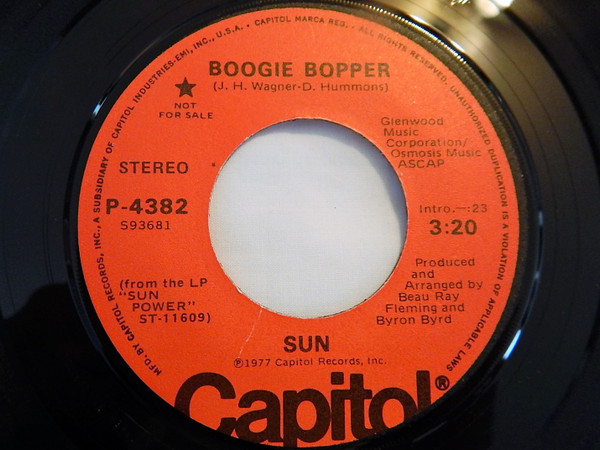 MFD. BY CAPITOL RECORDS, INC., A SUBSIDIARY OF CAPITOL INDUSTRIES-EMI, INC., U.S.A. • CAPITOL MARCA REG. • ALL RIGHTS RESERVED. UNAUTHORIZED DUPLICATION IS A VIOLATION OF APPLICABLE LAWS
BOOGIE BOPPER
(J. H. Wagner-D. Hummons)
★
NOT
FOR SALE
Glenwood
Music
Corporation/
Osmosis Music
ASCAP
STEREO
P-4382
S93681
Intro.—:23
3:20
(from the LP
"SUN
POWER"
ST-11609)
Produced
and
Arranged by
Beau Ray
Fleming and
Byron Byrd
SUN
℗1977 Capitol Records, Inc.
Capitol®